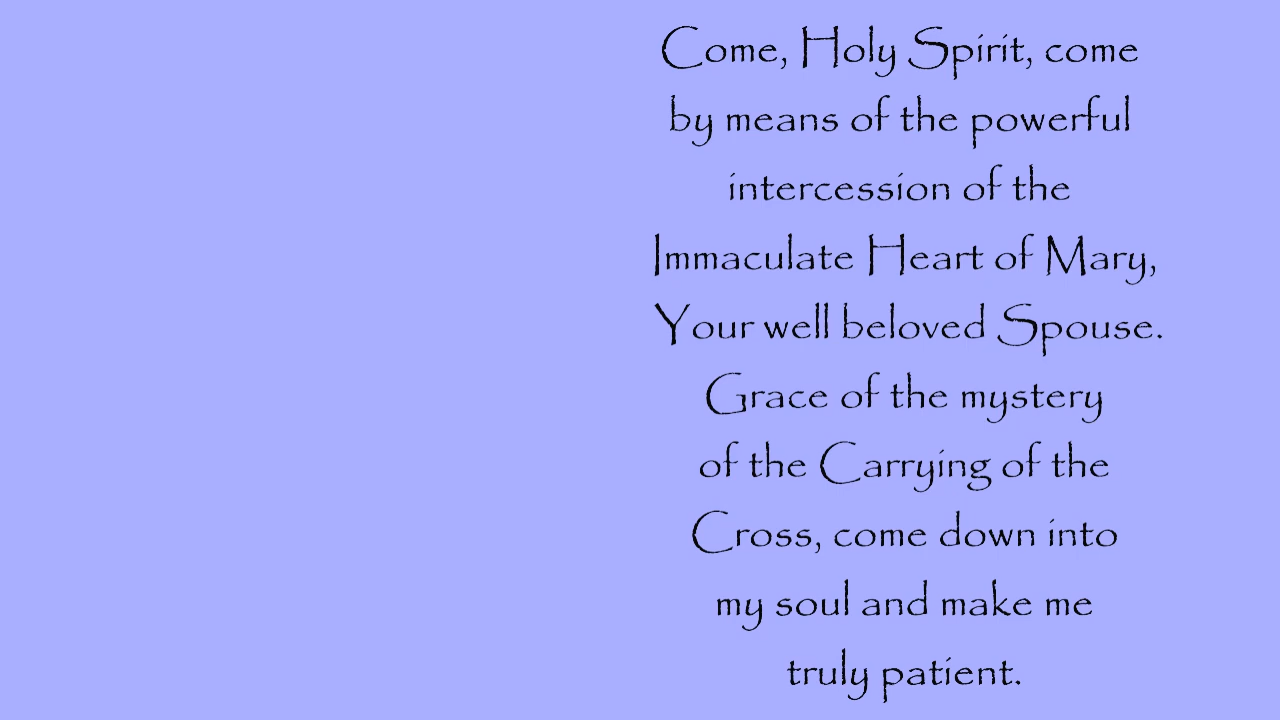 Come, Holy Spirit, come
by means of the powerful
intercession of the
Immaculate Heart of Mary,
Your well beloved Spouse.
Grace of the mystery
of the Carrying of the
Cross, come down into
my soul and make me
truly patient.